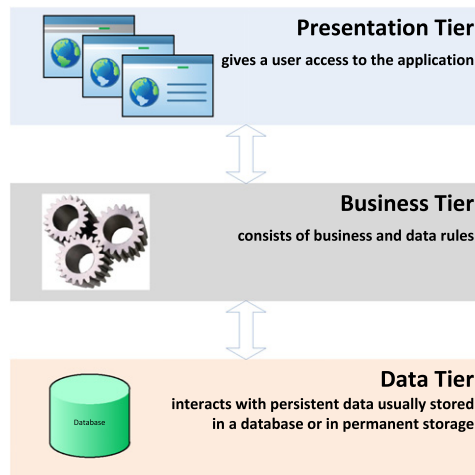 Presentation Tier
gives a user access to the application
Business Tier
consists of business and data rules
Data Tier
interacts with persistent data usually stored
in a database or in permanent storage
Database